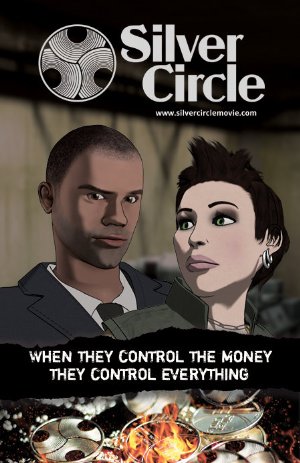 Silver
Circle
www.silvercirclemovie.com
WHEN THEY CONTROL THE MONEY
THEY CONTROL EVERYTHING